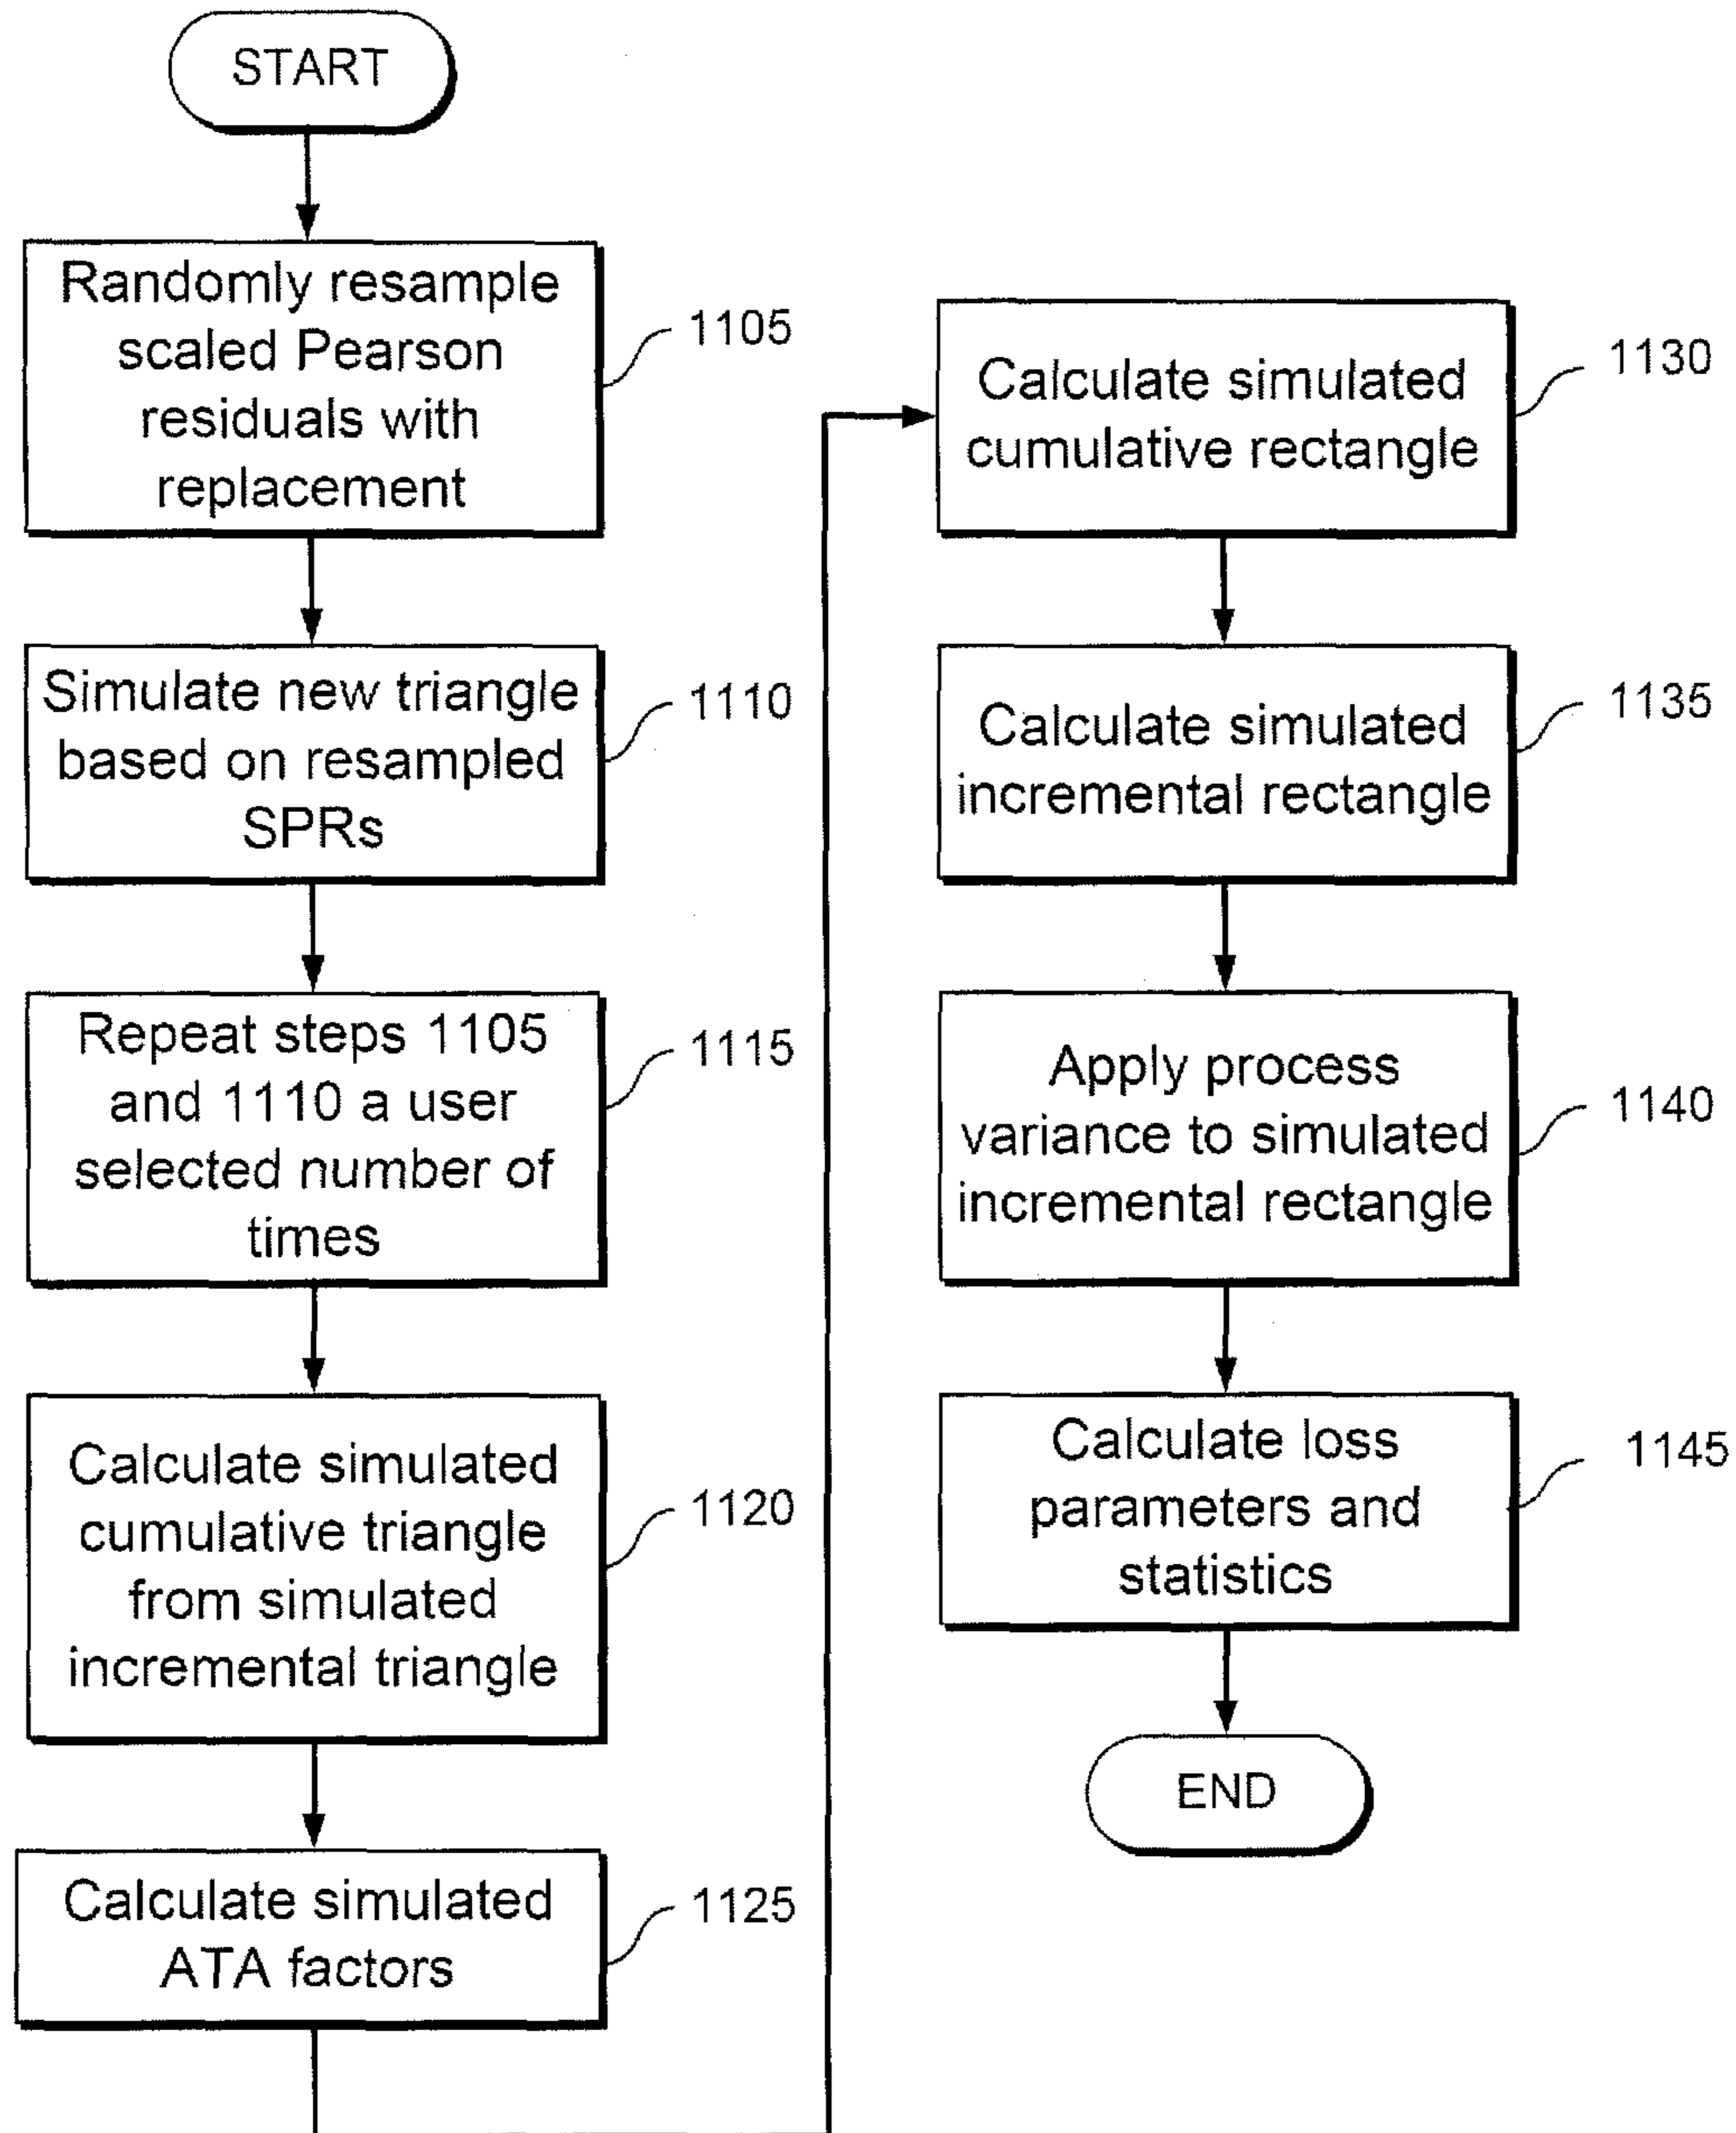 START
Randomly resample
scaled Pearson
residuals with
replacement
1105
Simulate new triangle
based on resampled
SPRs
1110
Repeat steps 1105
and 1110 a user
selected number of
times
1115
Calculate simulated
cumulative triangle
from simulated
incremental triangle
1120
Calculate simulated
ATA factors
1125
Calculate simulated
cumulative rectangle
1130
Calculate simulated
incremental rectangle
1135
Apply process
variance to simulated
incremental rectangle
1140
Calculate loss
parameters and
statistics
1145
END